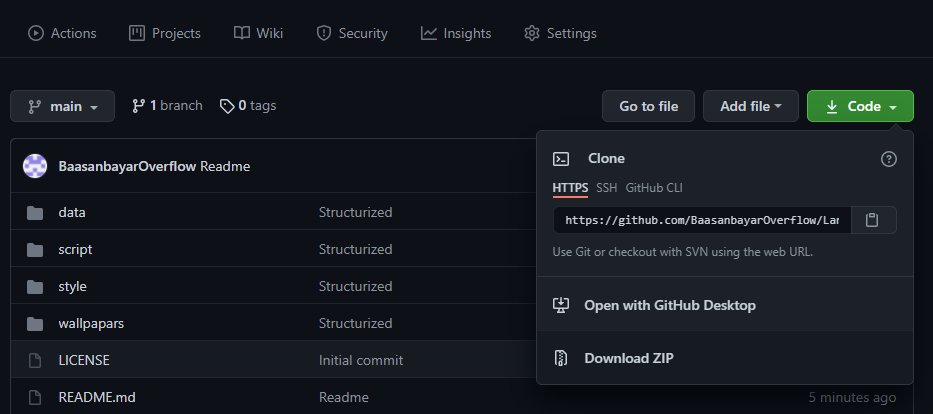 Actions Projects Wiki Security Insights Settings
main 1 branch 0 tags Go to file Add file Code
BaasanbayarOverflow Readme
data Structurized
script Structurized
style Structurized
wallpapars Structurized
LICENSE Initial commit
README.md Readme 5 minutes ago
Clone
HTTPS SSH GitHub CLI
https://github.com/BaasanbayarOverflow/Lan
Use Git or checkout with SVN using the web URL.
Open with GitHub Desktop
Download ZIP